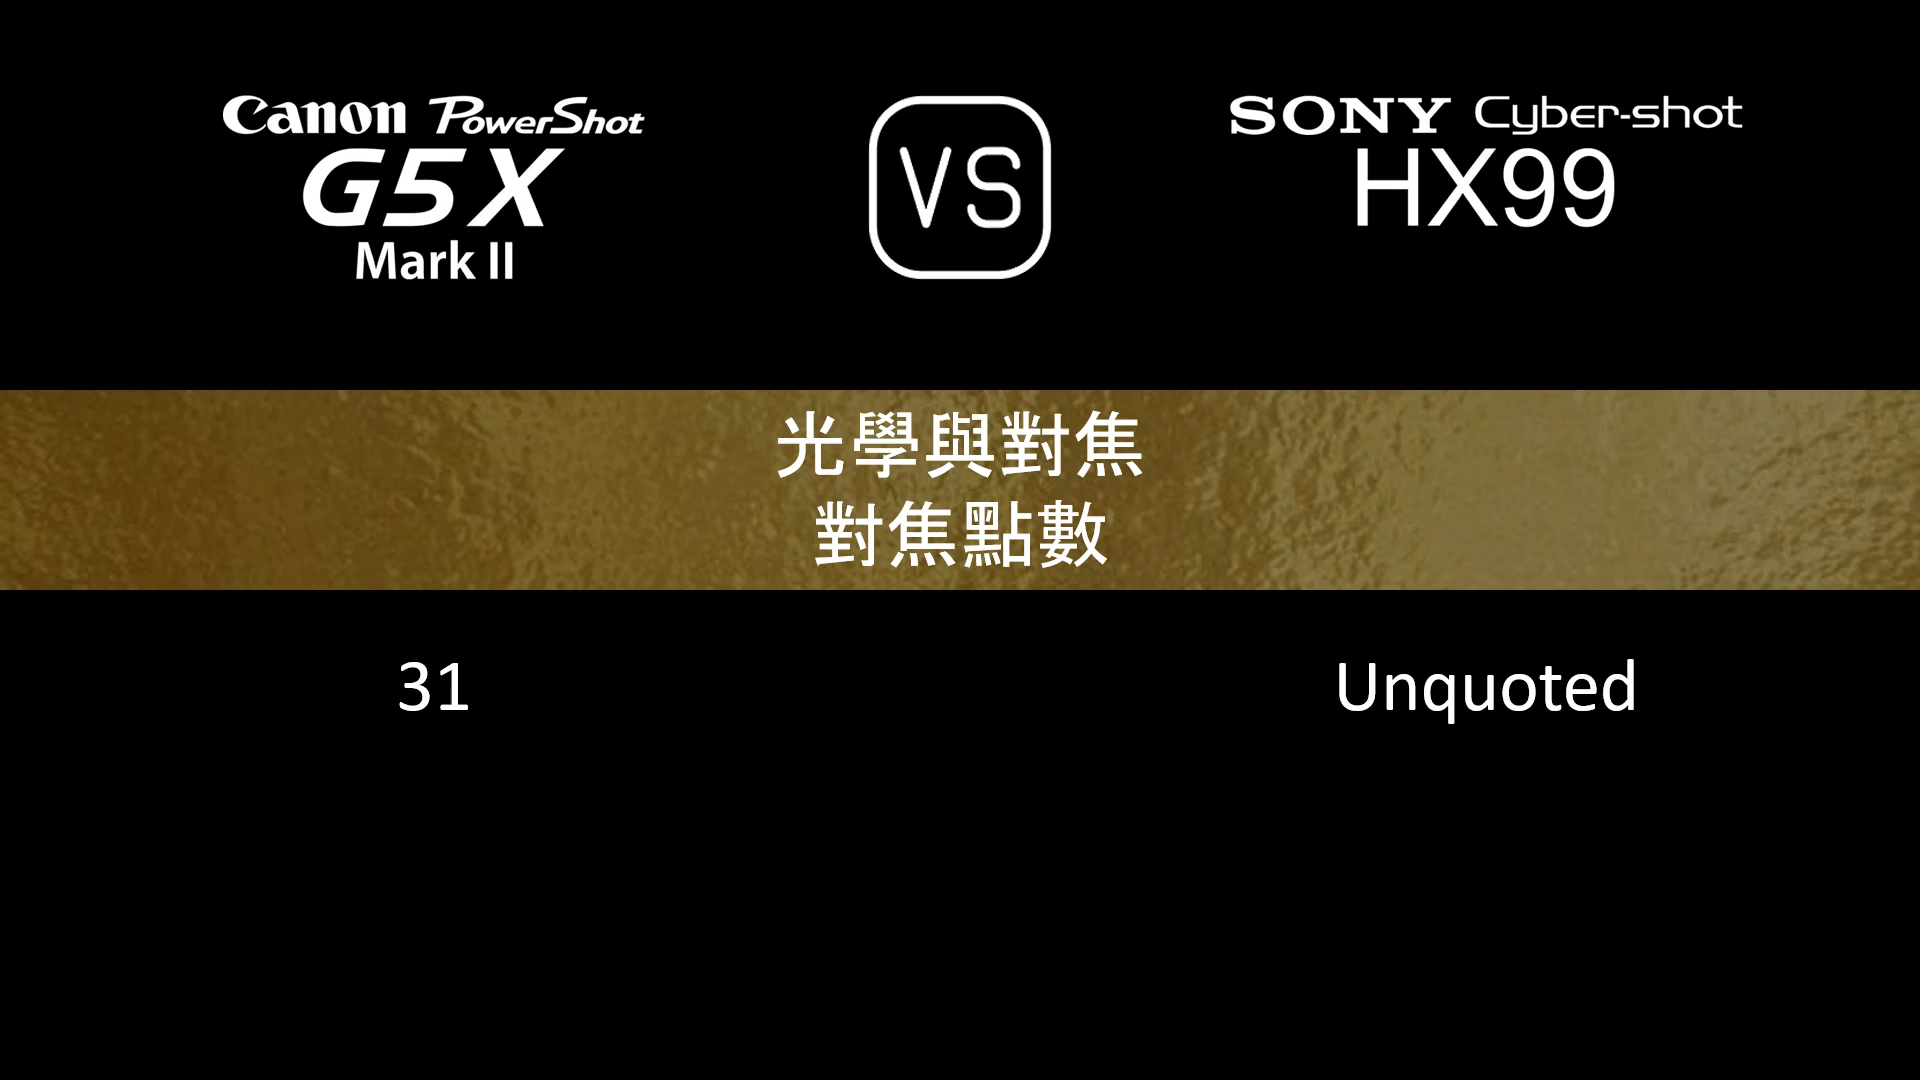 Canon PowerShot
G5X
Mark II
VS
SONY Cyber-shot
HX99
光學與對焦
對焦點數
31
Unquoted